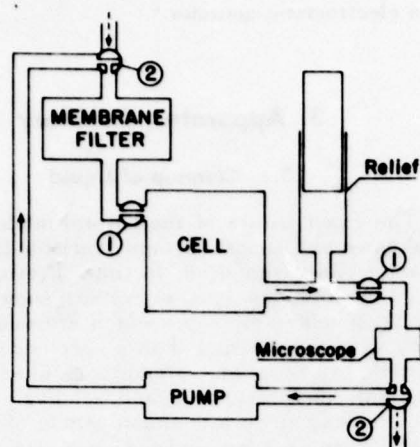 ②
MEMBRANE
FILTER
Relief
①
CELL
①
Microscope
PUMP
②